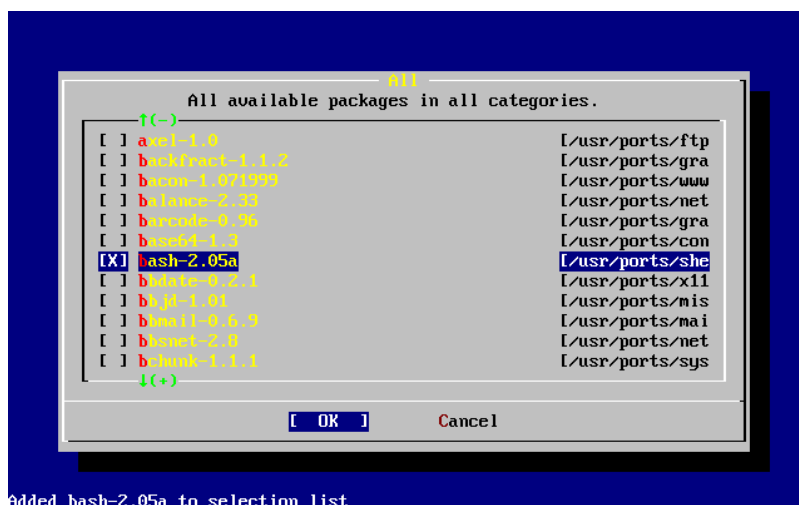 All
All available packages in all categories.
↑(-)
[ ] axel-1.0 [/usr/ports/ftp
[ ] backfract-1.1.2 [/usr/ports/gra
[ ] bacon-1.071999 [/usr/ports/www
[ ] balance-2.33 [/usr/ports/net
[ ] barcode-0.96 [/usr/ports/gra
[ ] base64-1.3 [/usr/ports/con
[X] bash-2.05a [/usr/ports/she
[ ] bbdate-0.2.1 [/usr/ports/x11
[ ] bbjd-1.01 [/usr/ports/mis
[ ] bbmail-0.6.9 [/usr/ports/mai
[ ] bbsnet-2.8 [/usr/ports/net
[ ] bchunk-1.1.1 [/usr/ports/sys
↓(+)
[ OK ] Cancel
Added bash-2.05a to selection list